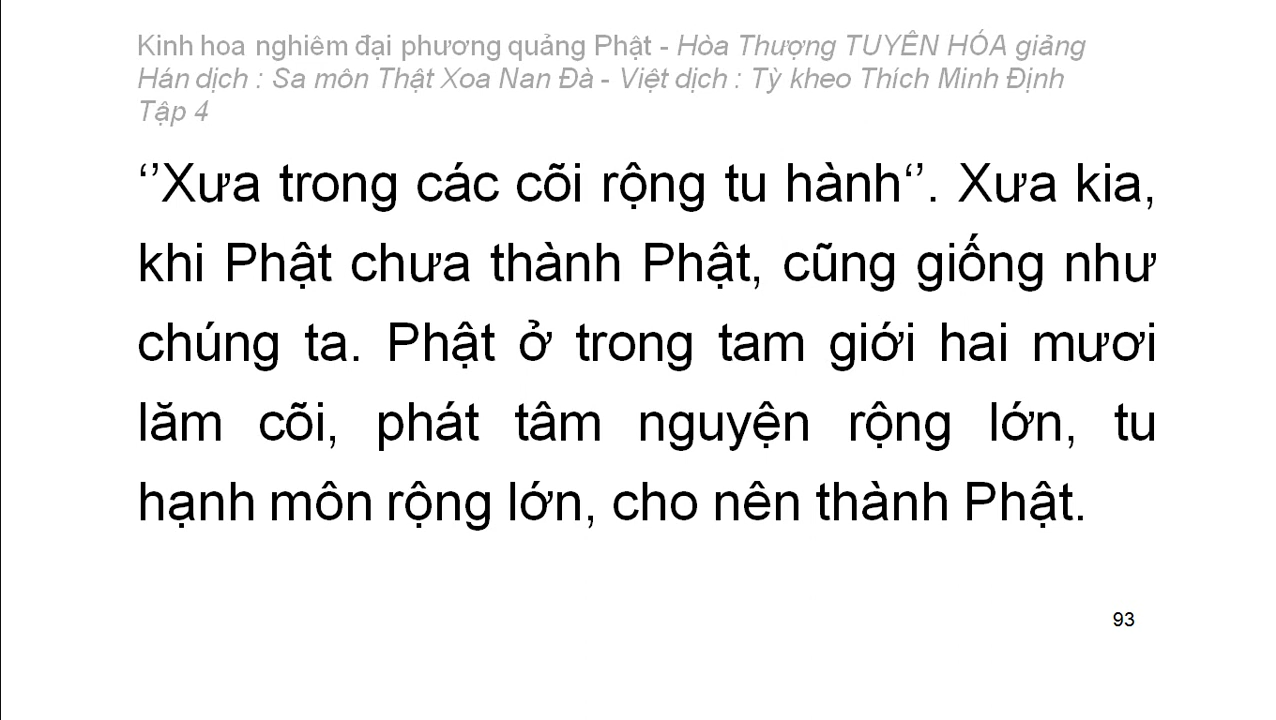 Kinh hoa nghiêm đại phương quảng Phật - Hòa Thượng TUYÊN HÓA giảng
Hán dịch : Sa môn Thật Xoa Nan Đà - Việt dịch : Tỳ kheo Thích Minh Định
Tập 4
‘’Xưa trong các cõi rộng tu hành‘’. Xưa kia,
khi Phật chưa thành Phật, cũng giống như
chúng ta. Phật ở trong tam giới hai mươi
lăm cõi, phát tâm nguyện rộng lớn, tu
hạnh môn rộng lớn, cho nên thành Phật.
93